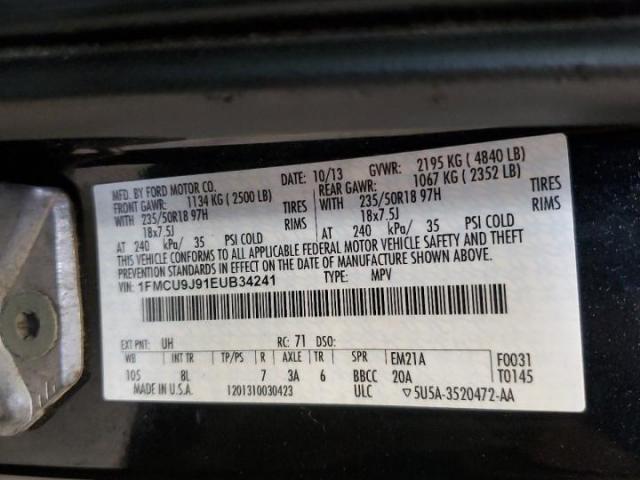 MFD. BY FORD MOTOR CO.
DATE: 10/13 GVWR: 2195 KG ( 4840 LB)
FRONT GAWR: 1134 KG ( 2500 LB) REAR GAWR: 1067 KG ( 2352 LB)
WITH 235/50R18 97H TIRES WITH 235/50R18 97H TIRES
18x7.5J RIMS 18x7.5J RIMS
AT 240 kPa/ 35 PSI COLD AT 240 kPa/ 35 PSI COLD
THIS VEHICLE CONFORMS TO ALL APPLICABLE FEDERAL MOTOR VEHICLE SAFETY AND THEFT
PREVENTION STANDARDS IN EFFECT ON THE DATE OF MANUFACTURE SHOWN ABOVE.
VIN: 1FMCU9J91EUB34241 TYPE: MPV
EXT PNT: UH RC: 71 DSO:
WB INT TR TP/PS R AXLE TR SPR EM21A F0031
105 8L 7 3A 6 BBCC 20A T0145
MADE IN U.S.A. 1201310030423 ULC ▽5U5A-3520472-AA